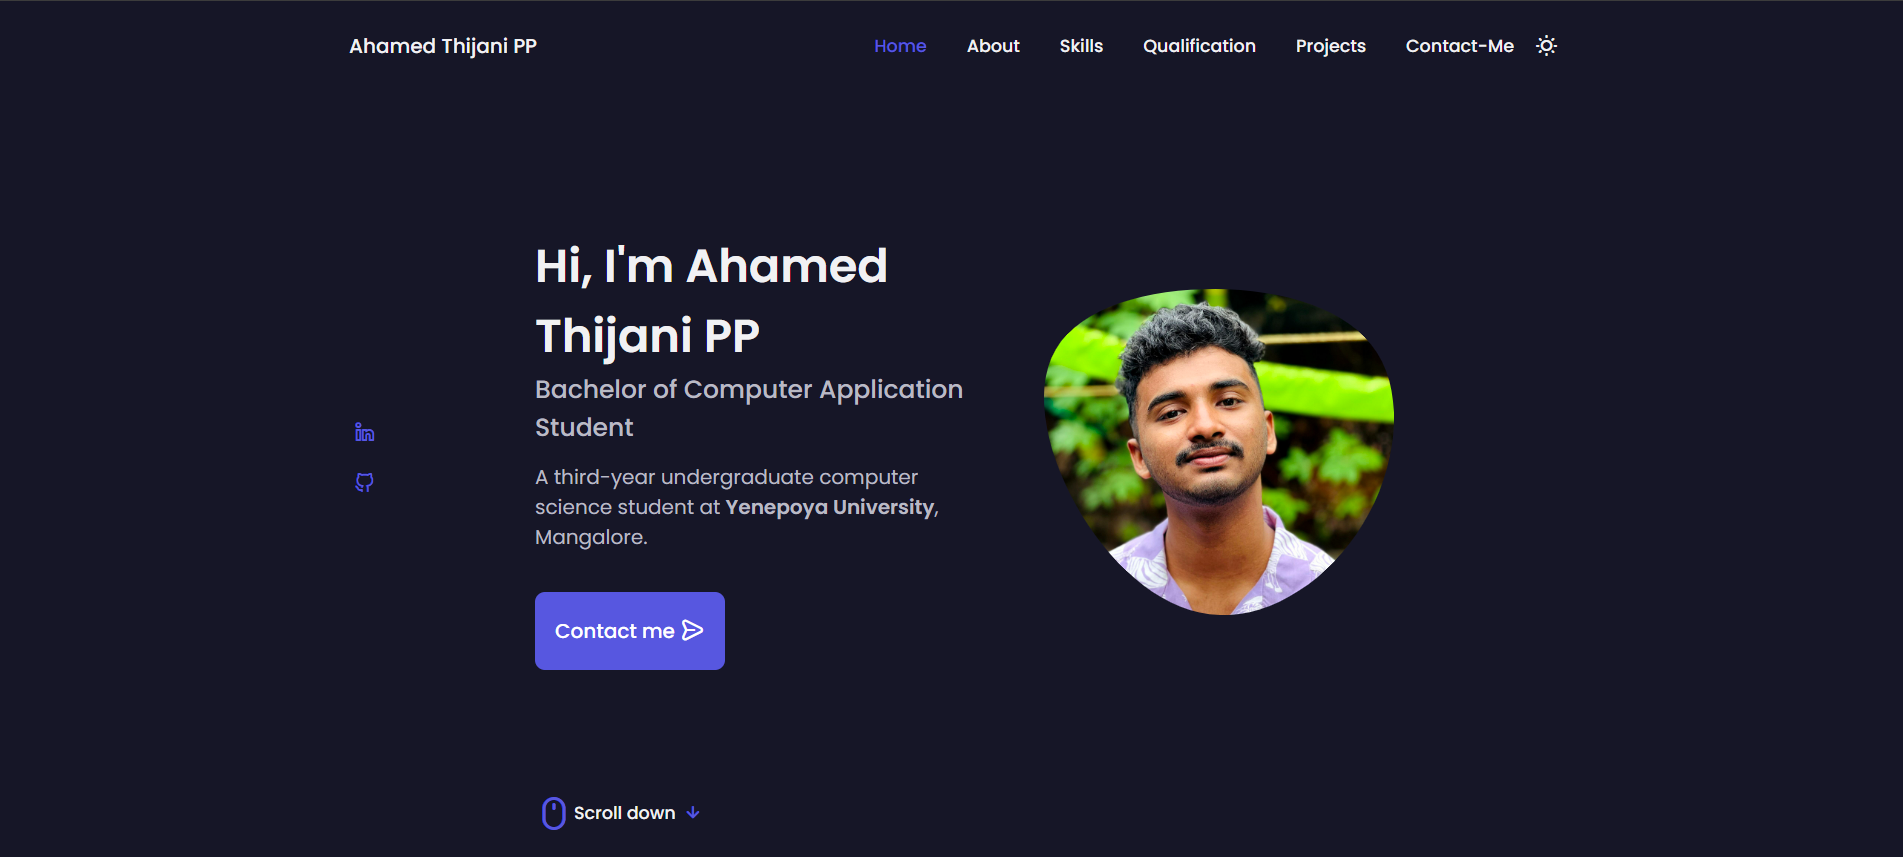 Ahamed Thijani PP
Home About Skills Qualification Projects Contact-Me
Hi, I'm Ahamed
Thijani PP
Bachelor of Computer Application
Student
A third-year undergraduate computer
science student at Yenepoya University,
Mangalore.
Contact me
Scroll down